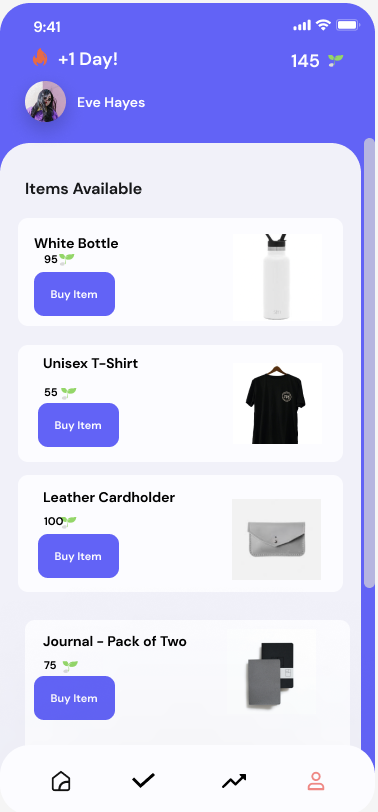 9:41
+1 Day!
145
Eve Hayes
Items Available
White Bottle
95
Buy Item
Unisex T-Shirt
55
Buy Item
Leather Cardholder
100
Buy Item
Journal - Pack of Two
75
Buy Item